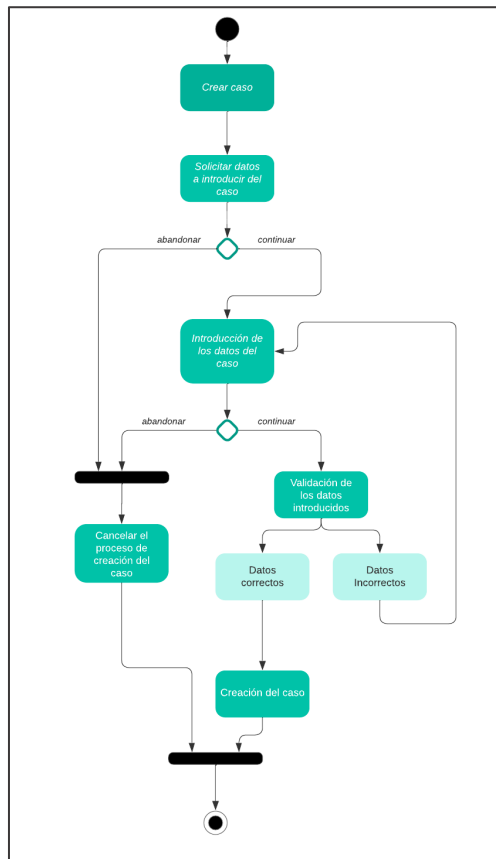 Crear caso
Solicitar datos
a introducir del
caso
abandonar
continuar
Introducción de
los datos del
caso
abandonar
continuar
Validación de
los datos
introducidos
Cancelar el
proceso de
creación del
caso
Datos
correctos
Datos
Incorrectos
Creación del caso